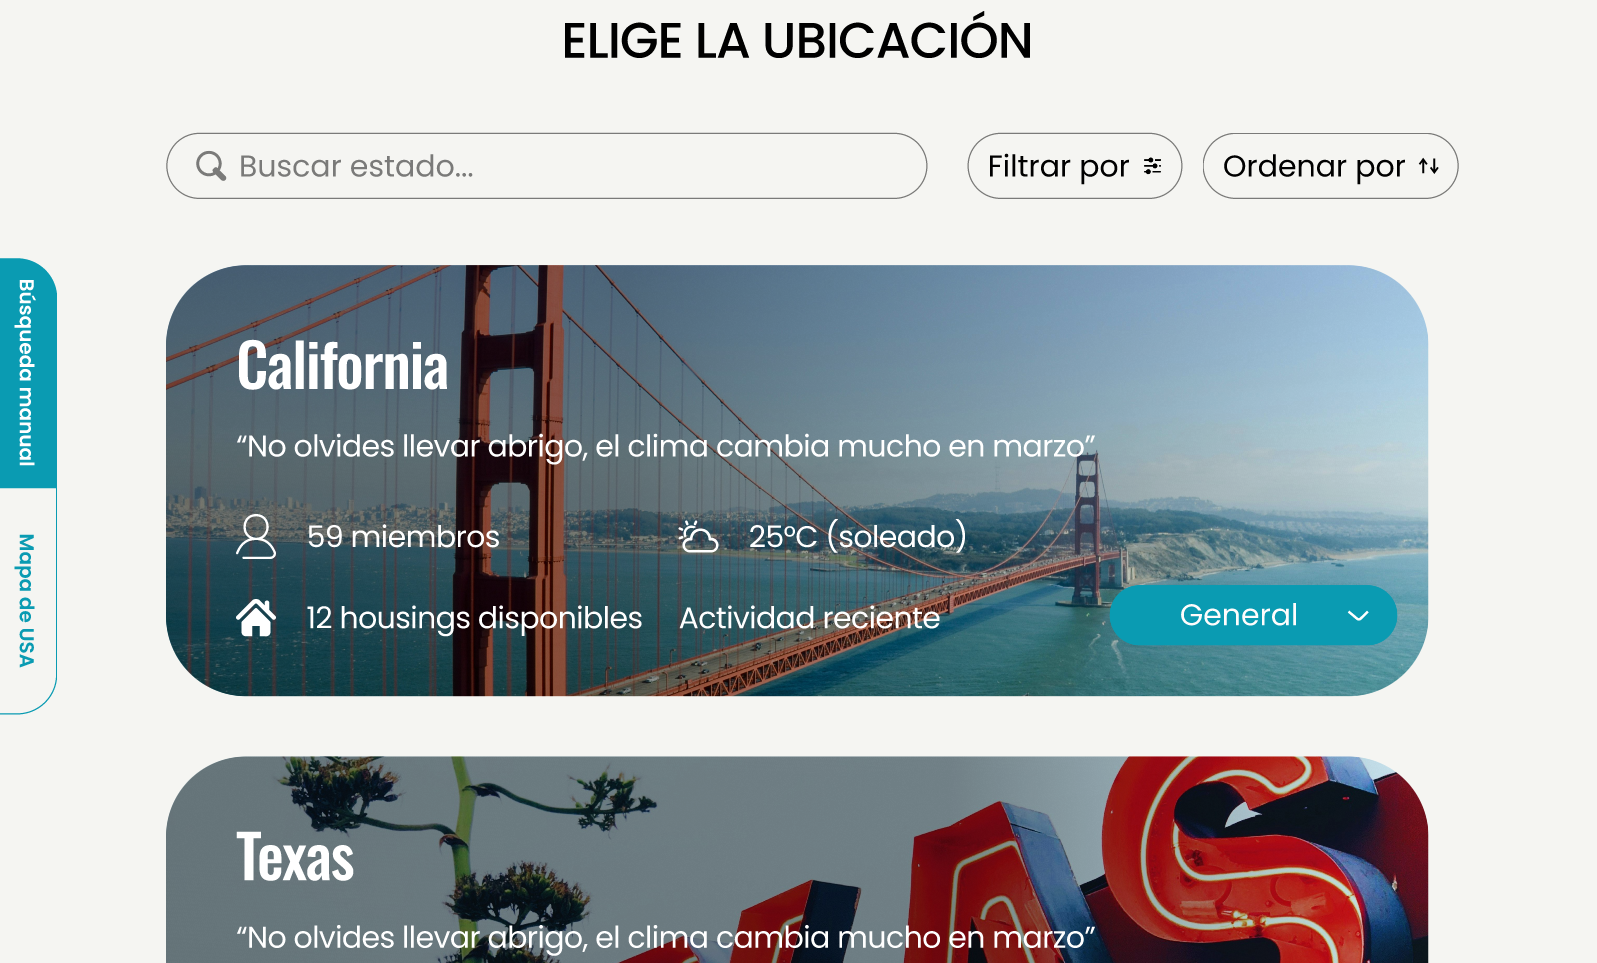 ELIGE LA UBICACIÓN
Buscar estado...
Filtrar por
Ordenar por
Búsqueda manual
Mapa de USA
California
“No olvides llevar abrigo, el clima cambia mucho en marzo”
59 miembros
25ºC (soleado)
12 housings disponibles
Actividad reciente
General
Texas
“No olvides llevar abrigo, el clima cambia mucho en marzo”